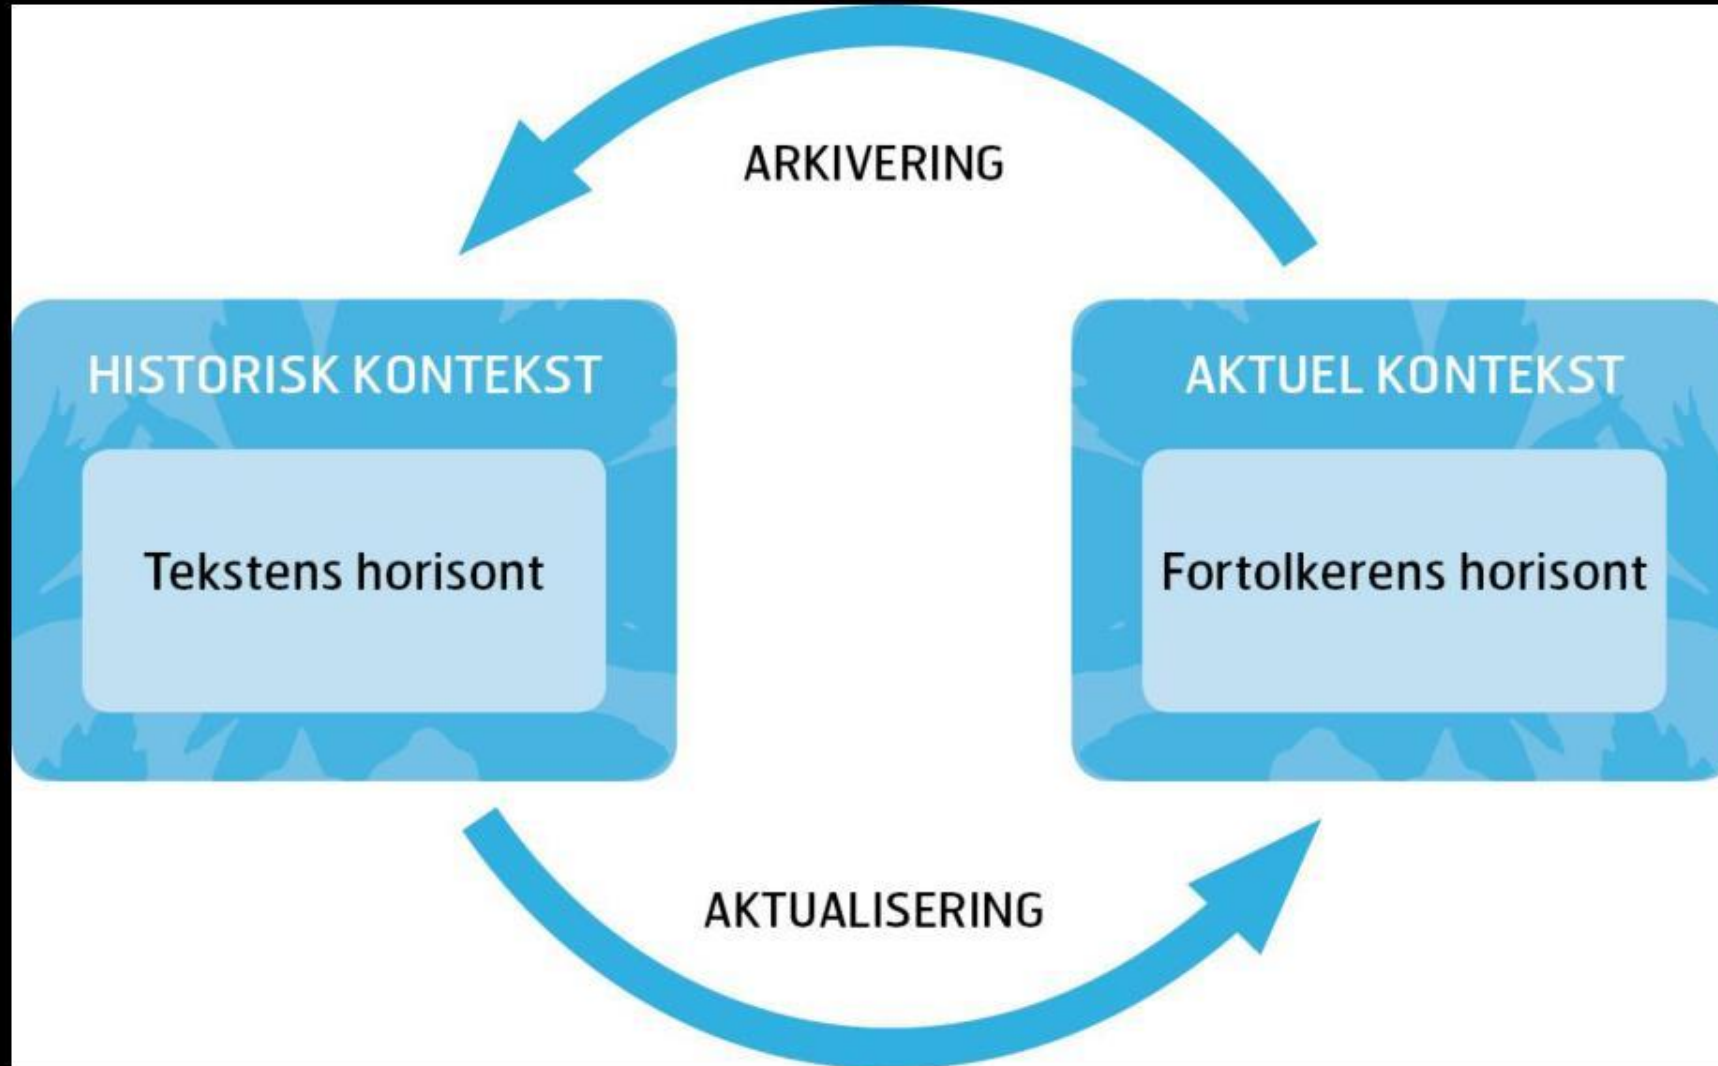 ARKIVERING
HISTORISK KONTEKST
AKTUEL KONTEKST
Tekstens horisont
Fortolkerens horisont
AKTUALISERING